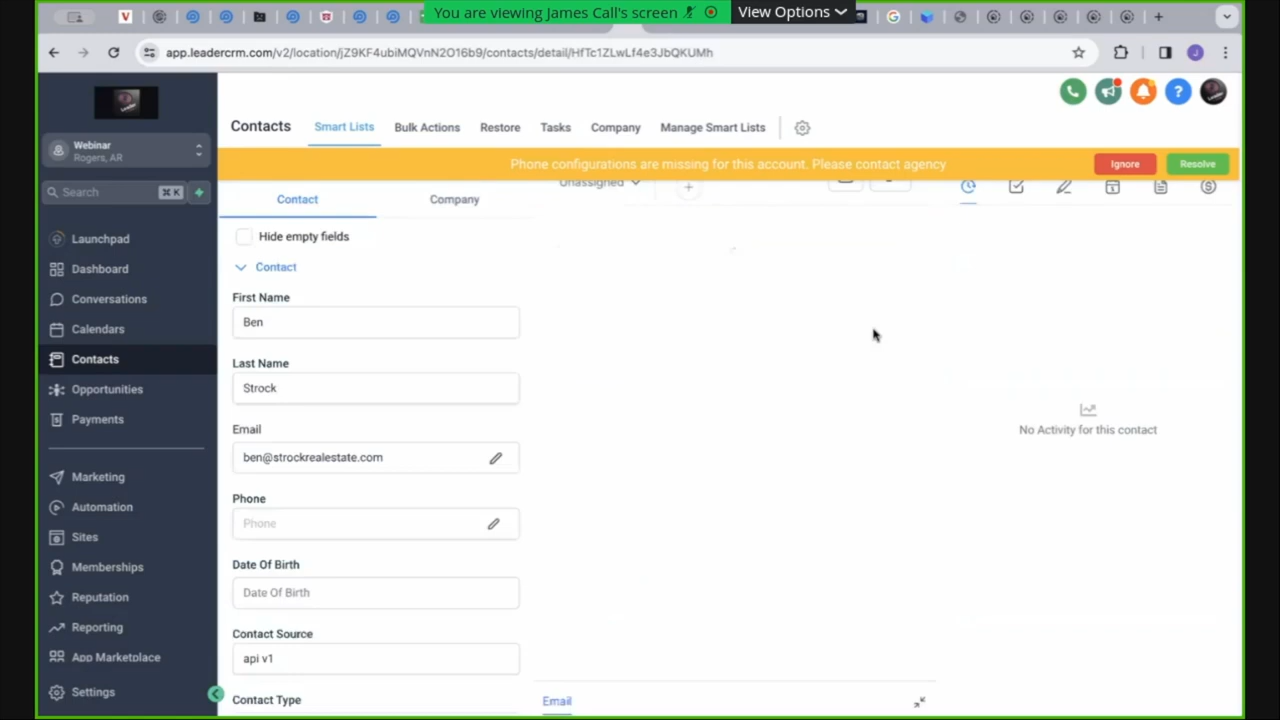 You are viewing James Call's screen
View Options
app.leadercrm.com/v2/location/jZ9KF4ubiMQVnN2O16b9/contacts/detail/HfTc1ZLwLf4e3JbQKUMh
Webinar
Rogers, AR
Search
⌘ K
Launchpad
Dashboard
Conversations
Calendars
Contacts
Opportunities
Payments
Marketing
Automation
Sites
Memberships
Reputation
Reporting
App Marketplace
Settings
Contacts
Smart Lists
Bulk Actions
Restore
Tasks
Company
Manage Smart Lists
Phone configurations are missing for this account. Please contact agency
Ignore
Resolve
Unassigned
Contact
Company
Hide empty fields
Contact
First Name
Ben
Last Name
Strock
Email
ben@strockrealestate.com
Phone
Phone
Date Of Birth
Date Of Birth
Contact Source
api v1
Contact Type
Email
No Activity for this contact